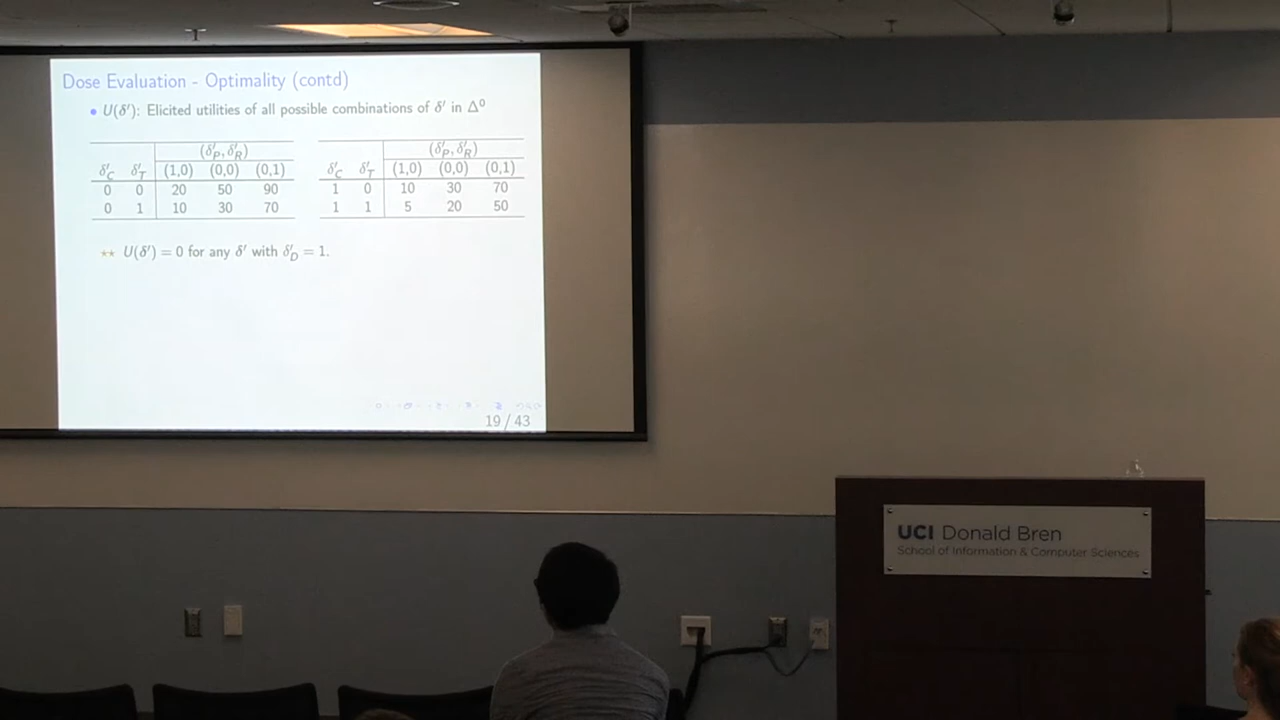 Dose Evaluation - Optimality (contd)
• U(δ′): Elicited utilities of all possible combinations of δ′ in Δ⁰
(δ′P, δ′R)
δ′C δ′T (1,0) (0,0) (0,1)
0 0 20 50 90
0 1 10 30 70
(δ′P, δ′R)
δ′C δ′T (1,0) (0,0) (0,1)
1 0 10 30 70
1 1 5 20 50
⋆⋆ U(δ′) = 0 for any δ′ with δ′D = 1.
19 / 43
UCI Donald Bren
School of Information & Computer Sciences